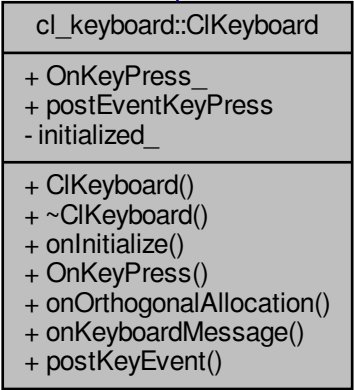 cl_keyboard::ClKeyboard
+ OnKeyPress_
+ postEventKeyPress
- initialized_
+ ClKeyboard()
+ ~ClKeyboard()
+ onInitialize()
+ OnKeyPress()
+ onOrthogonalAllocation()
+ onKeyboardMessage()
+ postKeyEvent()